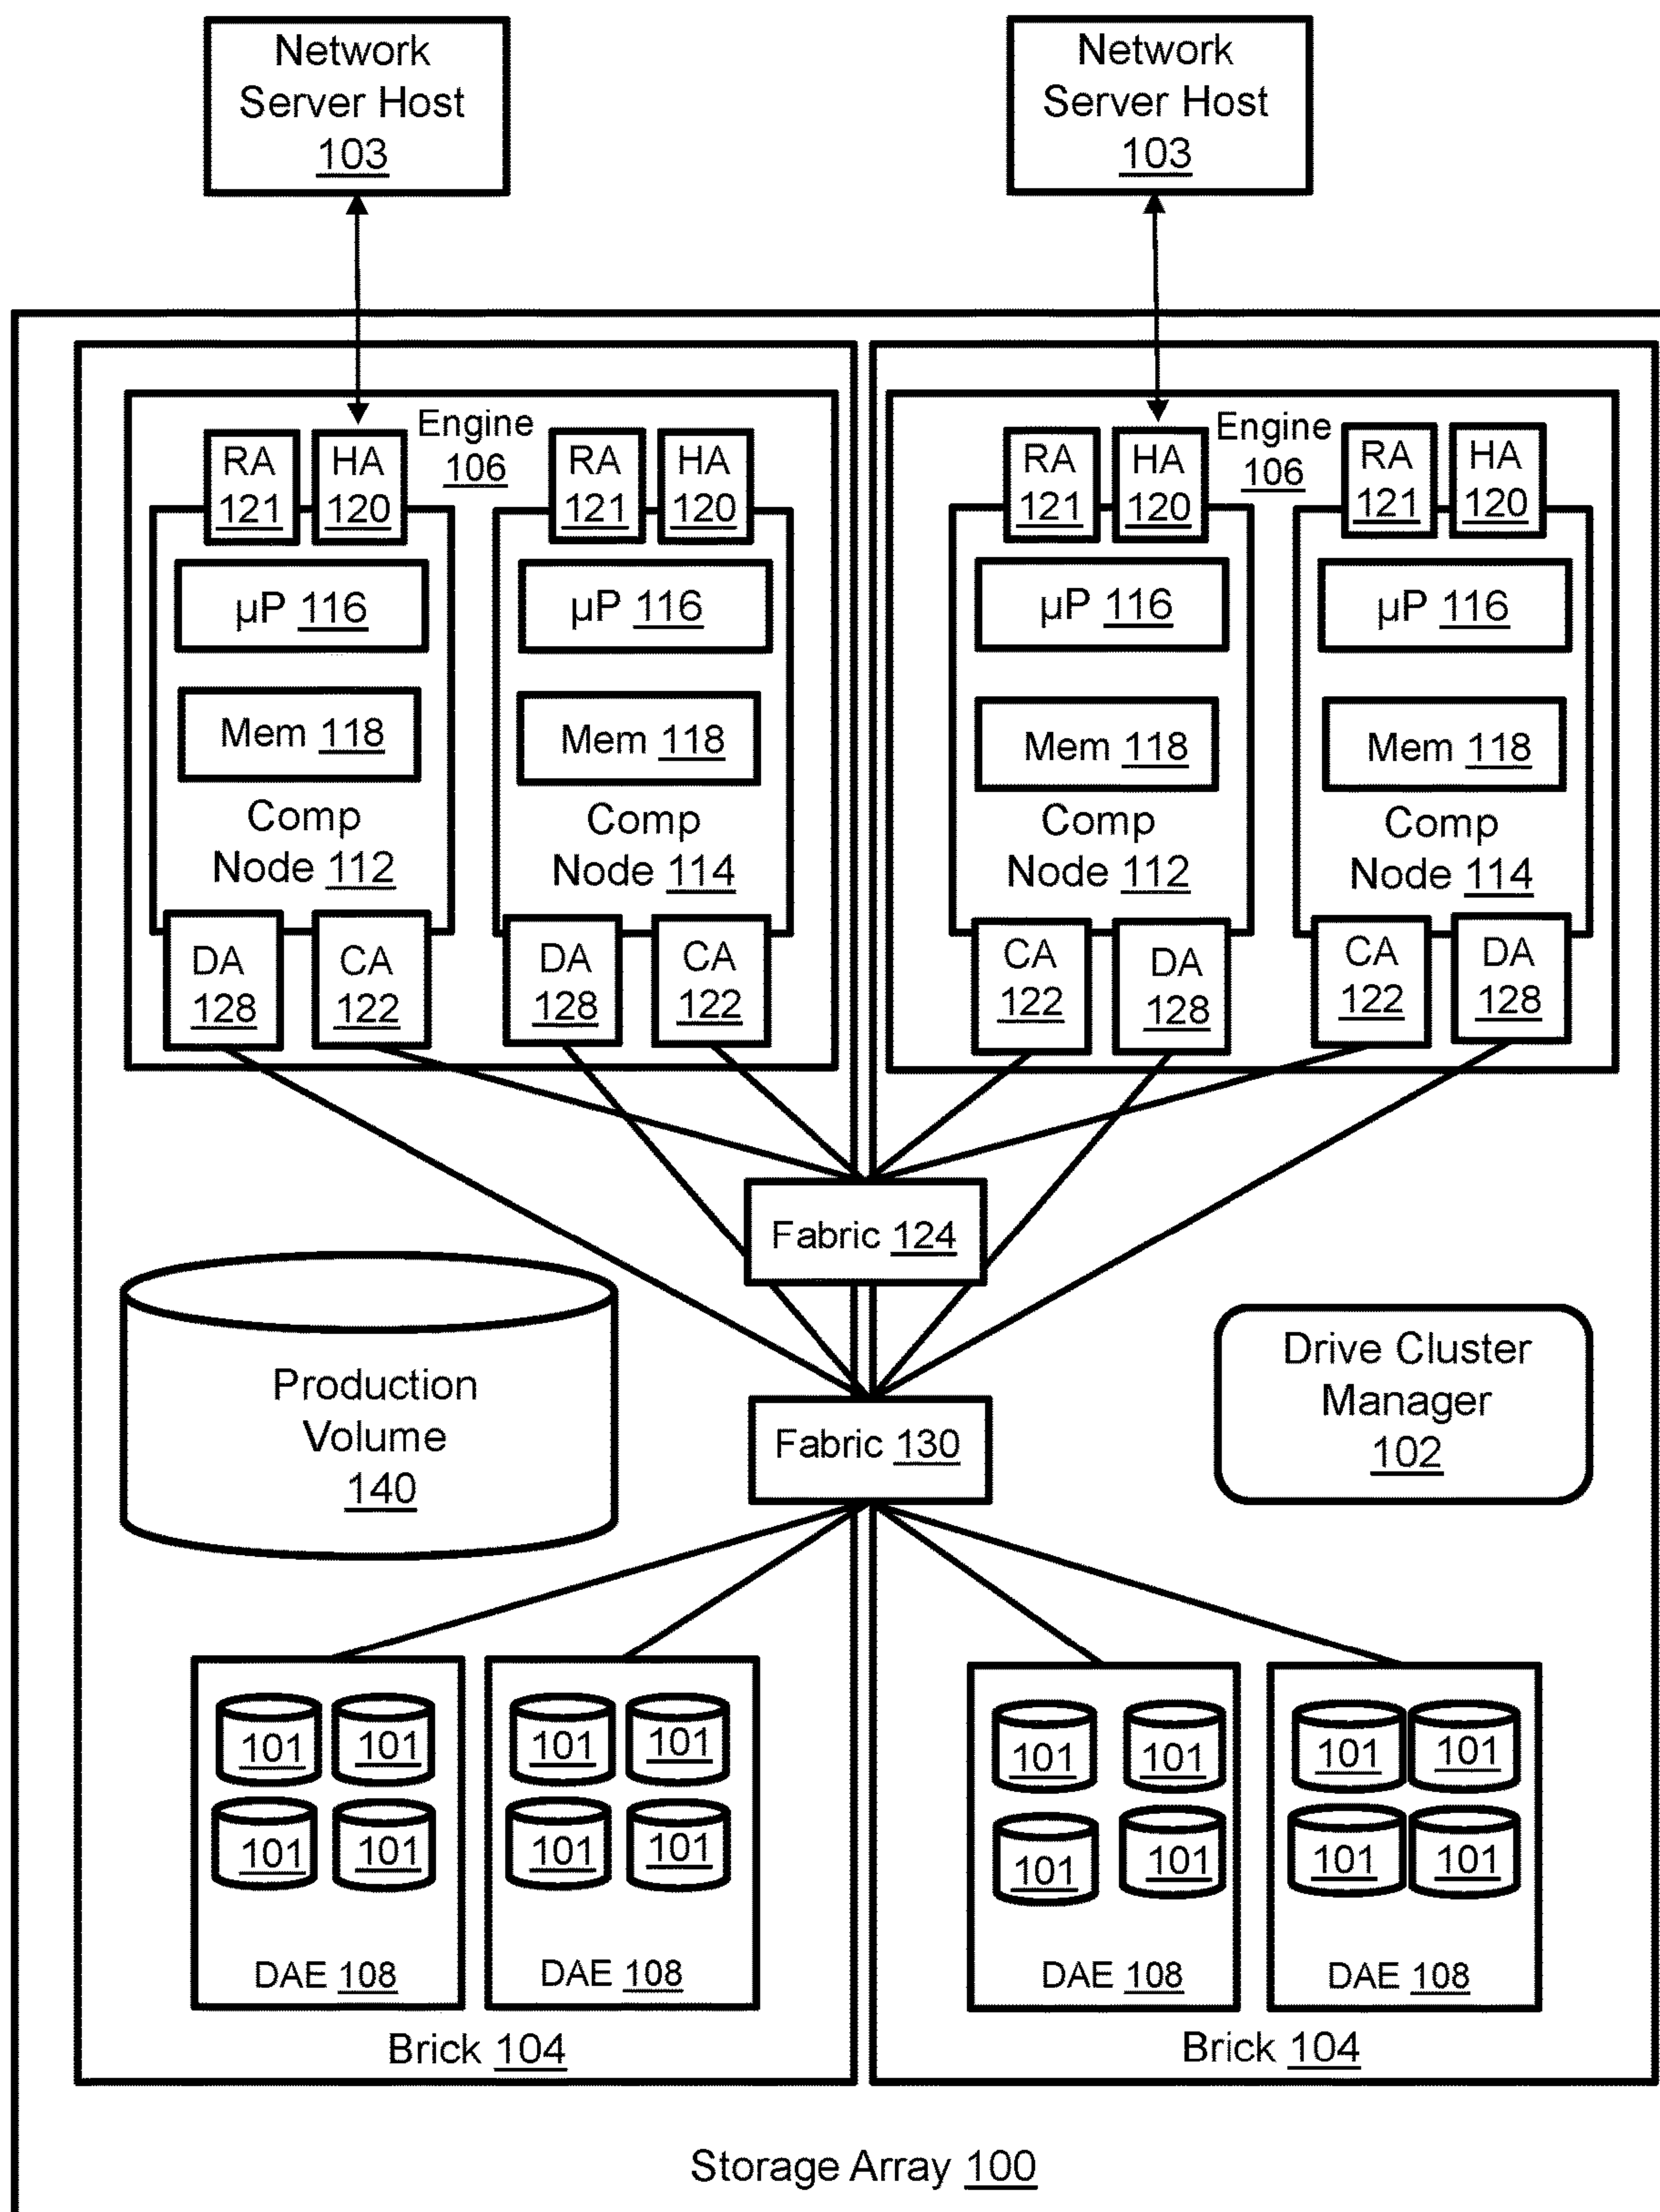 Network
Server Host
103
Network
Server Host
103
Engine
106
RA
121
HA
120
RA
121
HA
120
µP 116
µP 116
Mem 118
Mem 118
Comp
Node 112
Comp
Node 114
DA
128
CA
122
DA
128
CA
122
Engine
106
RA
121
HA
120
RA
121
HA
120
µP 116
µP 116
Mem 118
Mem 118
Comp
Node 112
Comp
Node 114
CA
122
DA
128
CA
122
DA
128
Fabric 124
Production
Volume
140
Fabric 130
Drive Cluster
Manager
102
101 101
101 101
DAE 108
101 101
101 101
DAE 108
Brick 104
101 101
101 101
DAE 108
101 101
101 101
DAE 108
Brick 104
Storage Array 100